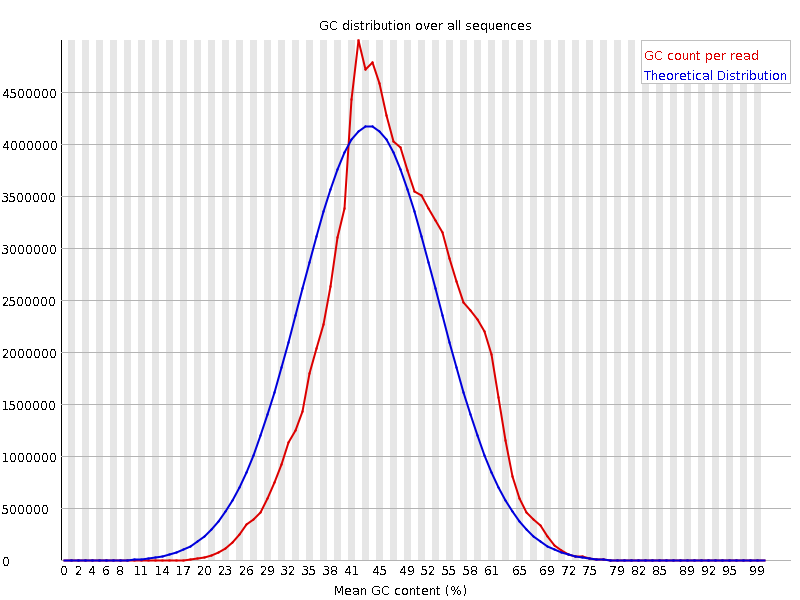 GC distribution over all sequences
GC count per read
Theoretical Distribution
4500000
4000000
3500000
3000000
2500000
2000000
1500000
1000000
500000
0
0 2 4 6 8 11 14 17 20 23 26 29 32 35 38 41 45 49 52 55 58 61 65 69 72 75 79 82 85 89 92 95 99
Mean GC content (%)